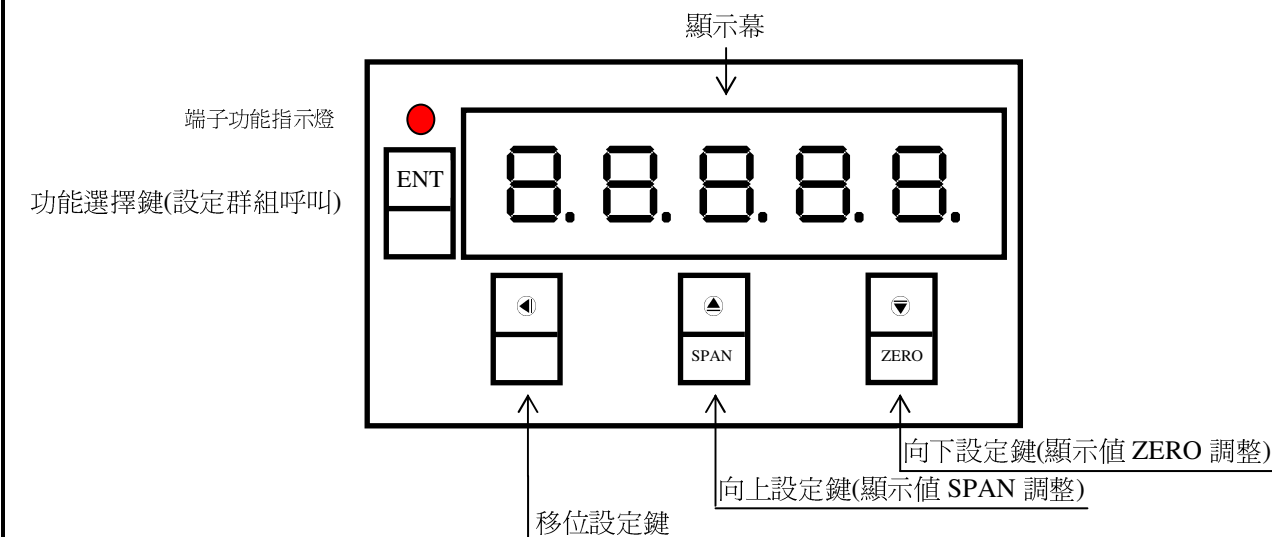 顯示幕
端子功能指示燈
ENT
功能選擇鍵(設定群組呼叫)
8.8.8.8.8.
SPAN
ZERO
向下設定鍵(顯示值 ZERO 調整)
向上設定鍵(顯示值 SPAN 調整)
移位設定鍵